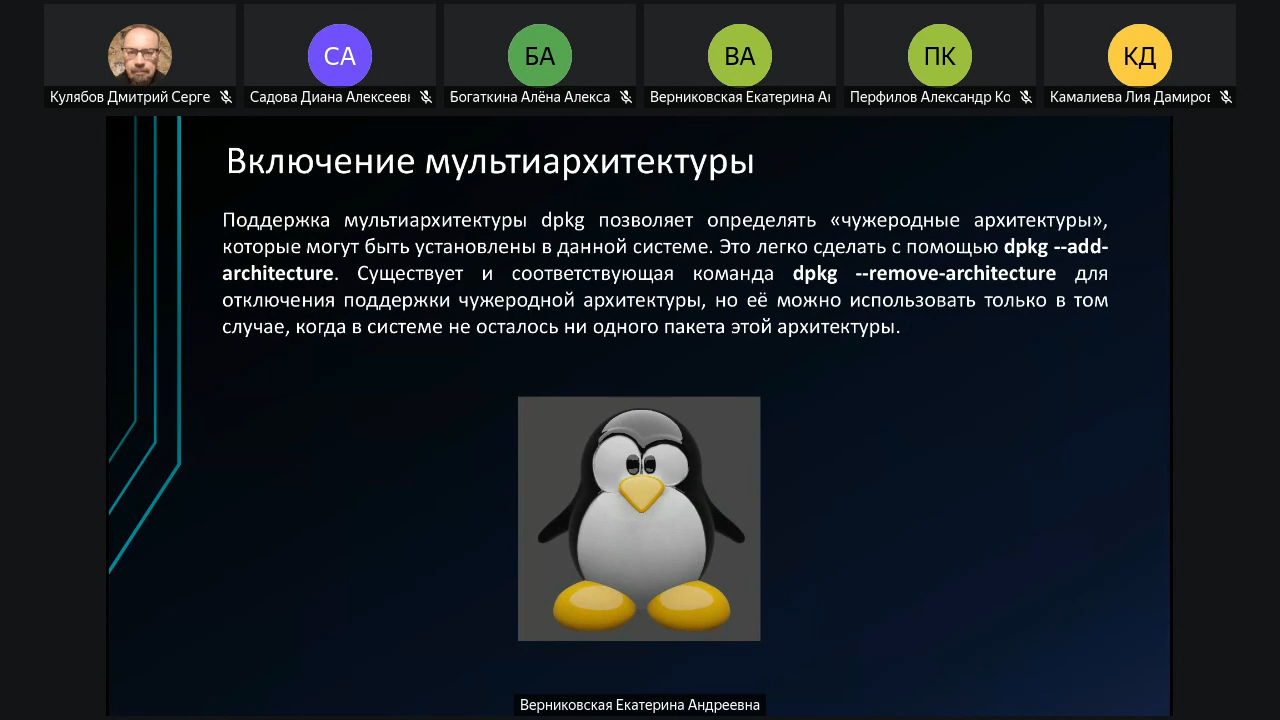 СА
БА
ВА
ПК
КД
Кулябов Дмитрий Серге
Садова Диана Алексеевн
Богаткина Алёна Алекса
Верниковская Екатерина Ан
Перфилов Александр Ко
Камалиева Лия Дамиров
Включение мультиархитектуры
Поддержка мультиархитектуры dpkg позволяет определять «чужеродные архитектуры»,
которые могут быть установлены в данной системе. Это легко сделать с помощью dpkg --add-
architecture. Существует и соответствующая команда dpkg --remove-architecture для
отключения поддержки чужеродной архитектуры, но её можно использовать только в том
случае, когда в системе не осталось ни одного пакета этой архитектуры.
Верниковская Екатерина Андреевна